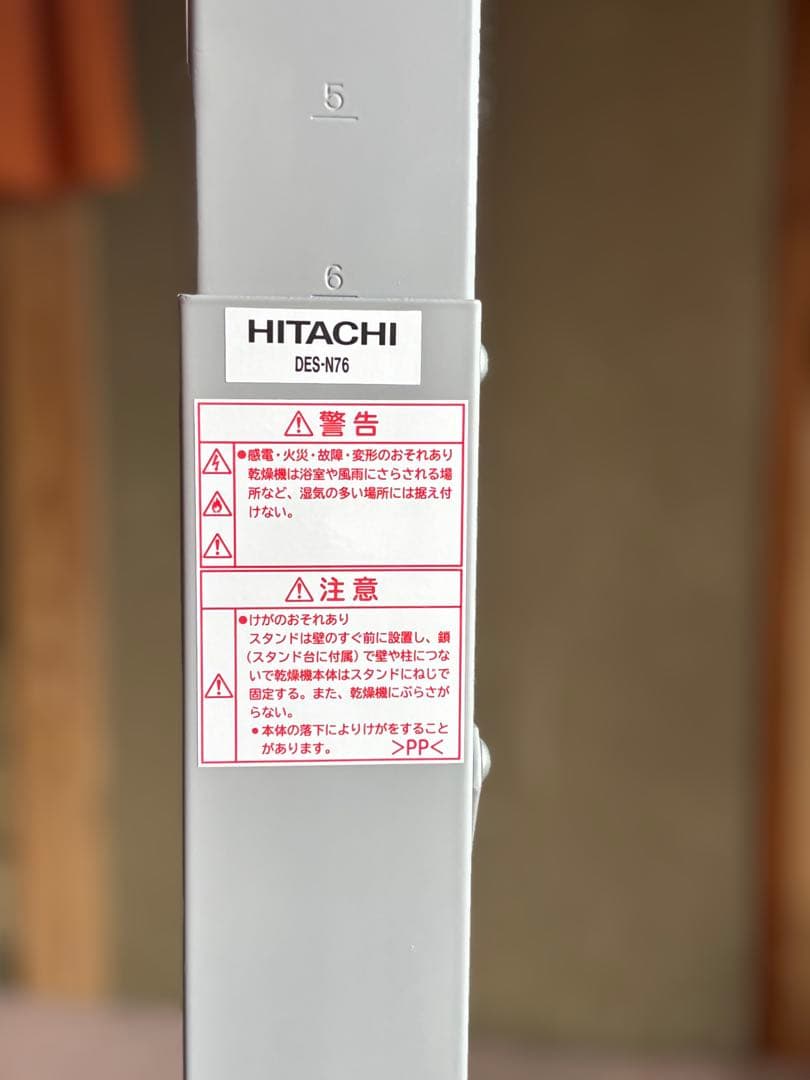 5
6
HITACHI
DES-N76
警告
●感電・火災・故障・変形のおそれあり
乾燥機は浴室や風雨にさらされる場
所など、湿気の多い場所には据え付
けない。
注意
●けがのおそれあり
スタンドは壁のすぐ前に設置し、鎖
(スタンド台に付属)で壁や柱につな
いで乾燥機本体はスタンドにねじで
固定する。また、乾燥機にぶらさが
らない。
●本体の落下によりけがをすること
があります。 >PP<